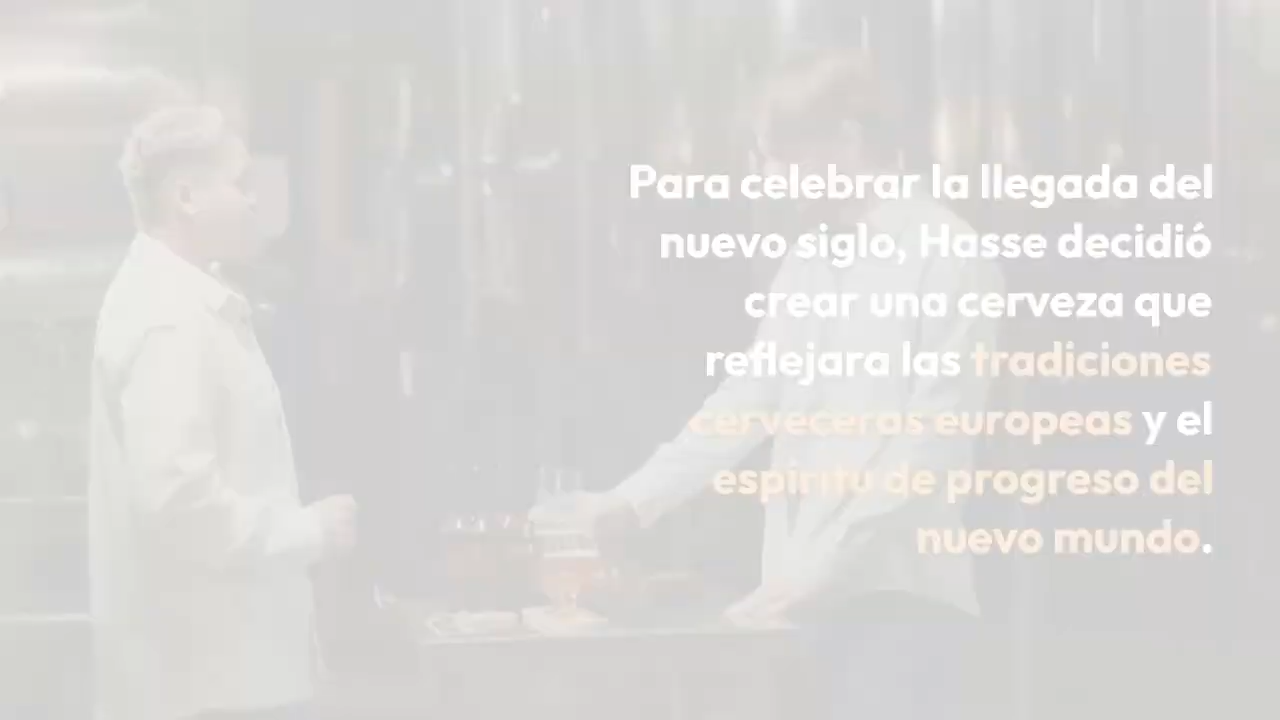 Para celebrar la llegada del
nuevo siglo, Hasse decidió
crear una cerveza que
reflejara las tradiciones
cerveceras europeas y el
espíritu de progreso del
nuevo mundo.